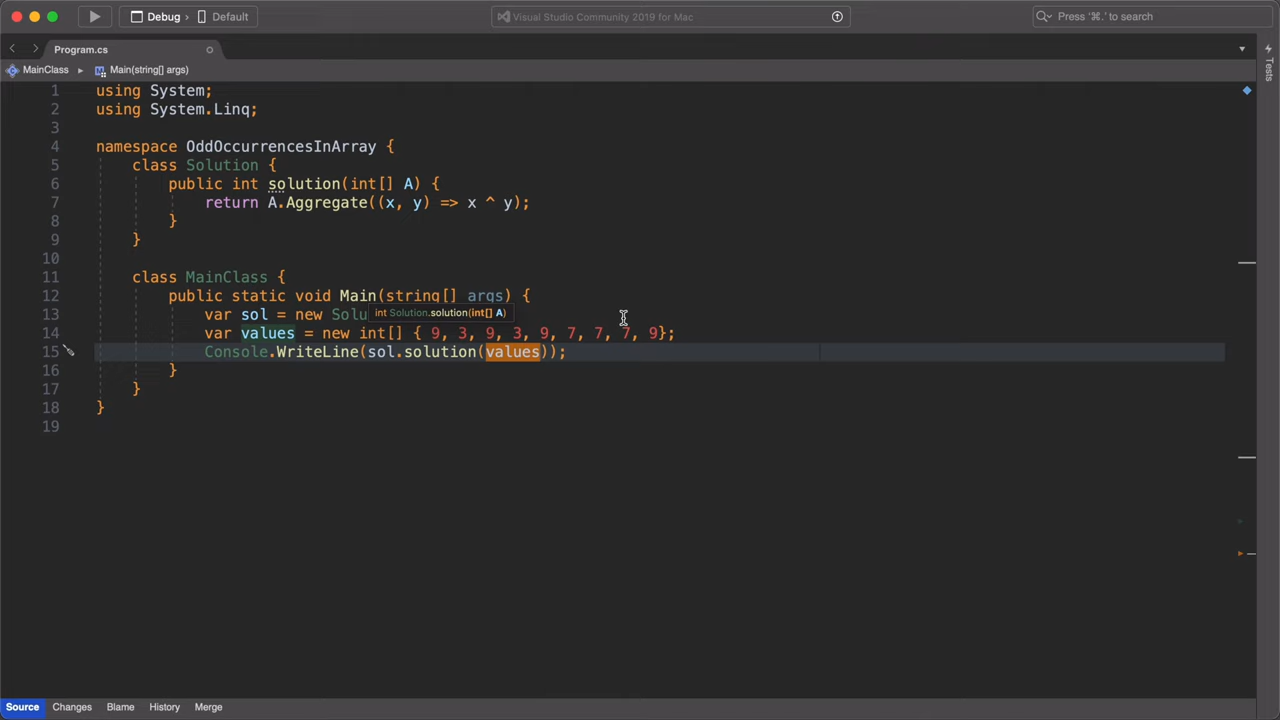 Debug › Default
Visual Studio Community 2019 for Mac
Press '⌘.' to search
Program.cs
MainClass
Main(string[] args)
Tests
1 using System;
2 using System.Linq;
3
4 namespace OddOccurrencesInArray {
5 class Solution {
6 public int solution(int[] A) {
7 return A.Aggregate((x, y) => x ^ y);
8 }
9 }
10
11 class MainClass {
12 public static void Main(string[] args) {
13 var sol = new Solu
int Solution.solution(int[] A)
14 var values = new int[] { 9, 3, 9, 3, 9, 7, 7, 7, 9};
15 Console.WriteLine(sol.solution(values));
16 }
17 }
18 }
19
Source Changes Blame History Merge